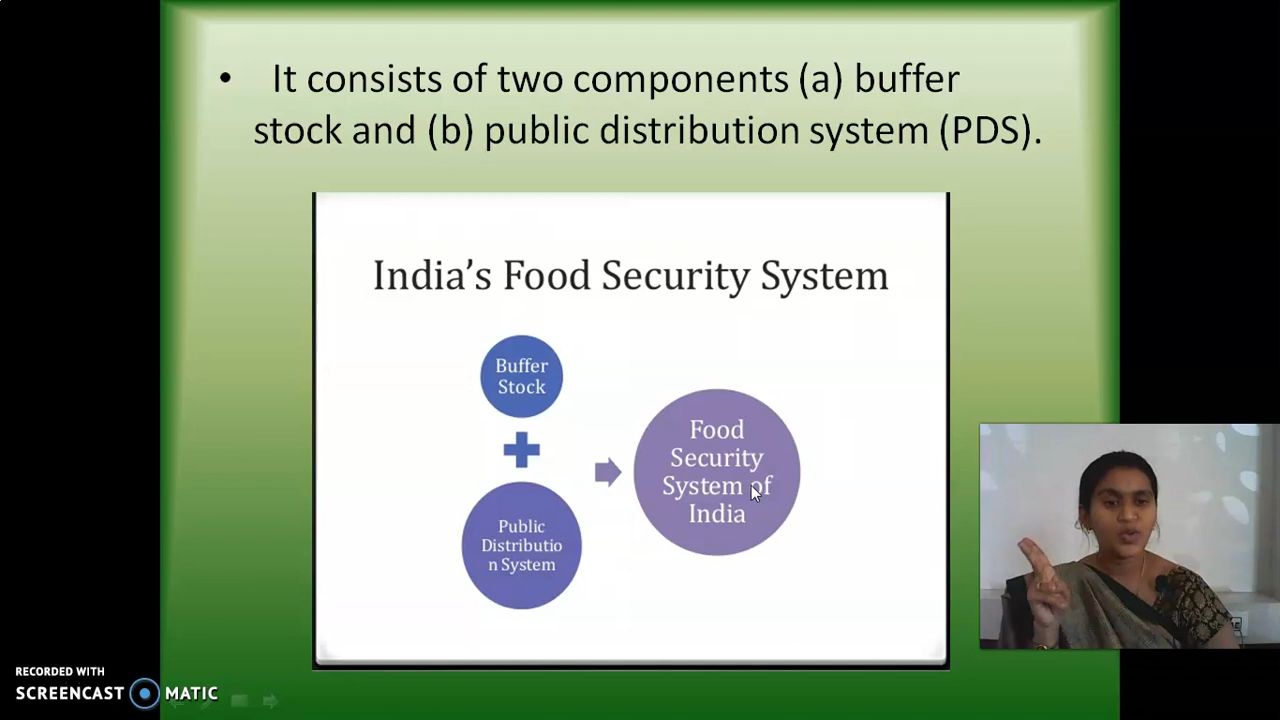 • It consists of two components (a) buffer
stock and (b) public distribution system (PDS).
India's Food Security System
Buffer
Stock
Public
Distributio
n System
Food
Security
System of
India
RECORDED WITH
SCREENCAST MATIC